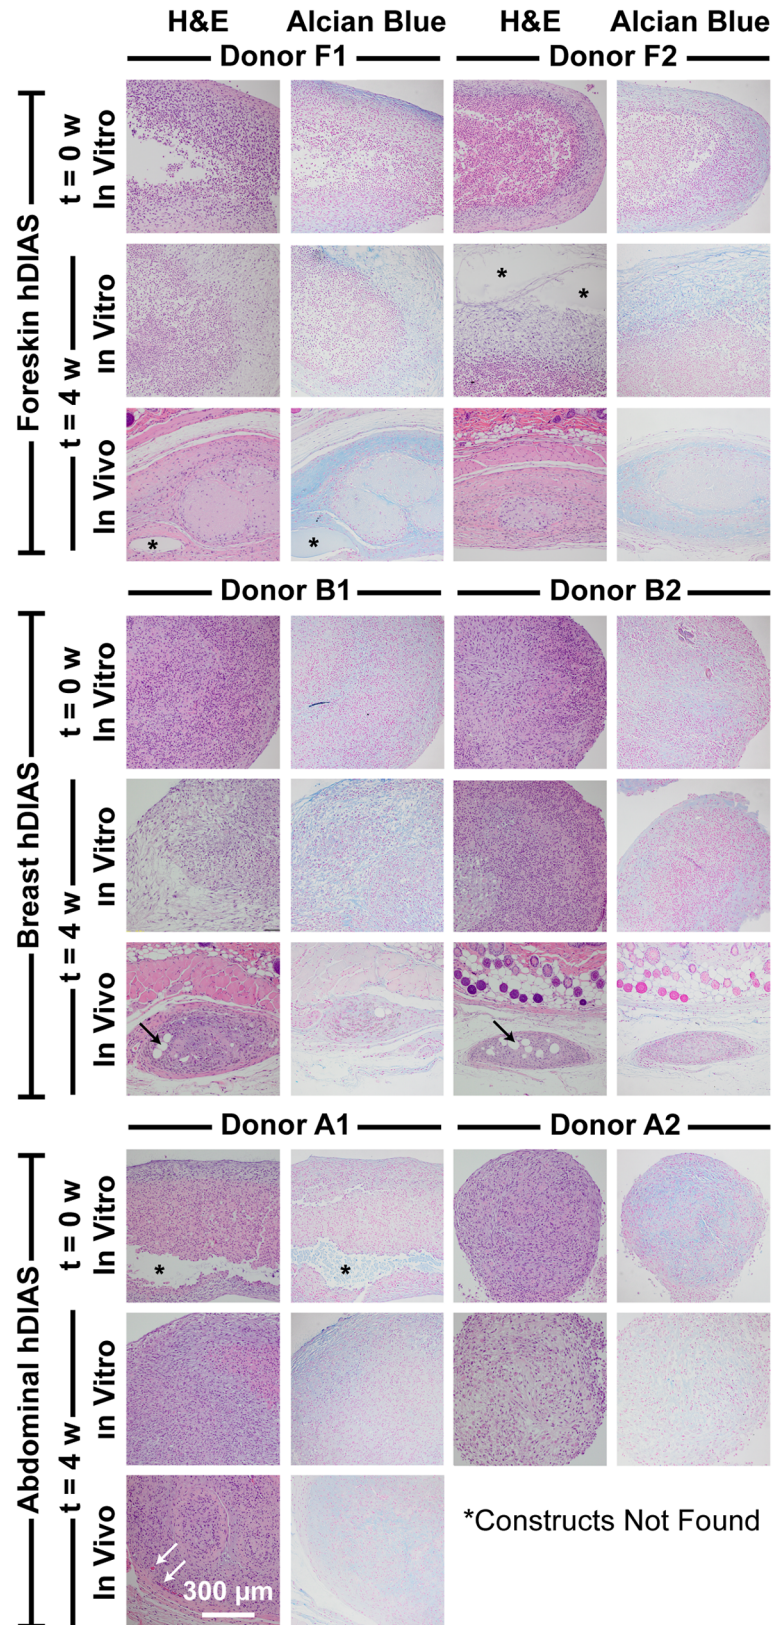 H&E Alcian Blue H&E Alcian Blue
Donor F1 Donor F2
Foreskin hDIAS
t = 0 w
In Vitro
t = 4 w
In Vitro
*
*
In Vivo
*
*
Donor B1 Donor B2
Breast hDIAS
t = 0 w
In Vitro
t = 4 w
In Vitro
In Vivo
Donor A1 Donor A2
Abdominal hDIAS
t = 0 w
In Vitro
*
*
t = 4 w
In Vitro
In Vivo
*Constructs Not Found
300 µm